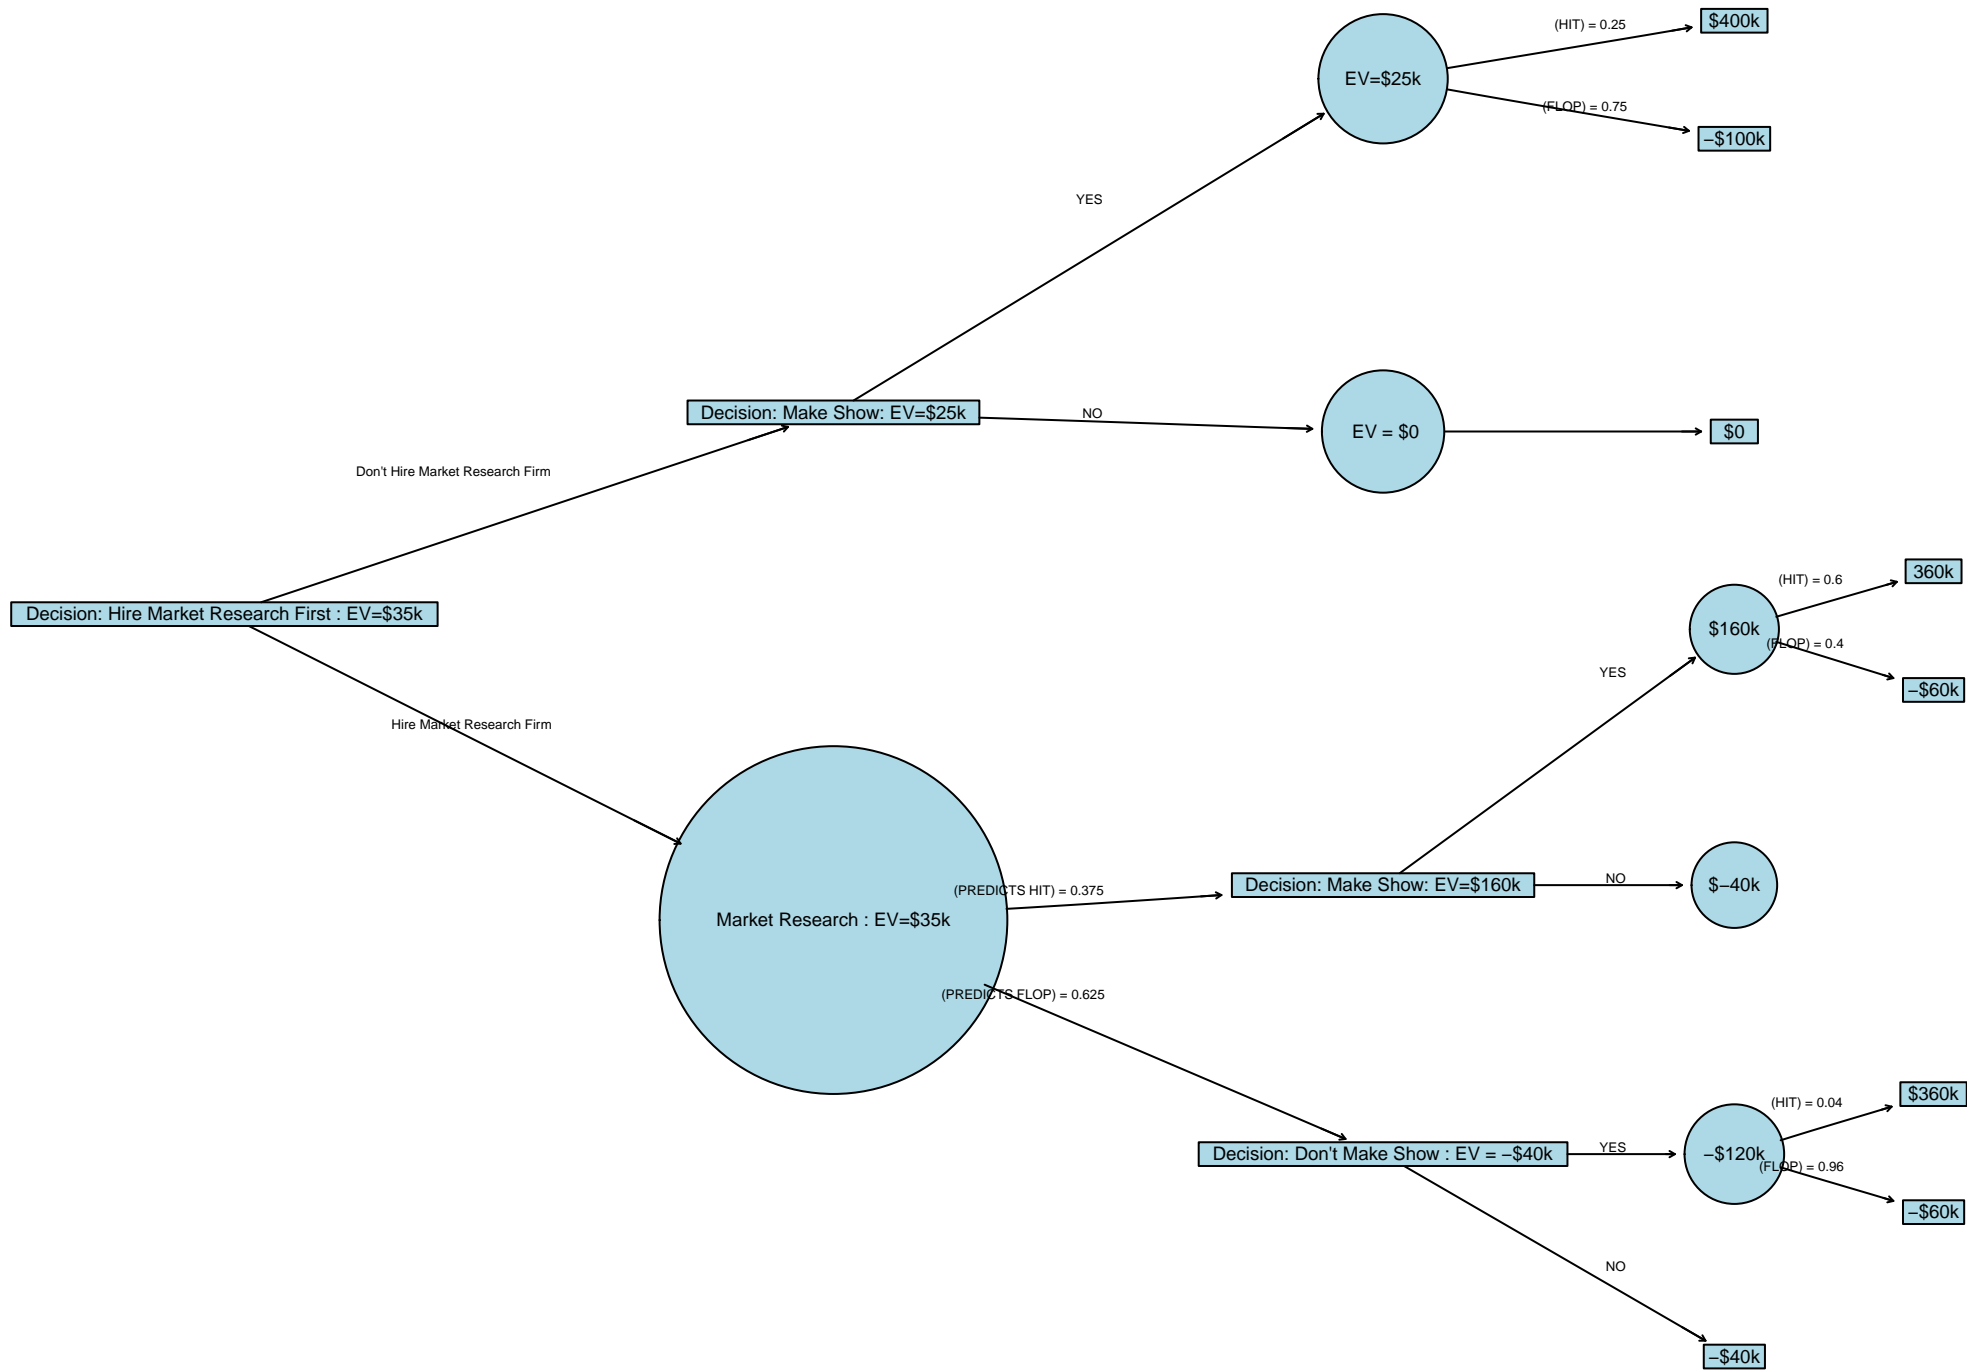 (HIT) = 0.25
$400k
EV=$25k
(FLOP) = 0.75
−$100k
YES
Decision: Make Show: EV=$25k
NO
EV = $0
$0
Don't Hire Market Research Firm
Decision: Hire Market Research First : EV=$35k
Hire Market Research Firm
(HIT) = 0.6
360k
$160k
(FLOP) = 0.4
−$60k
YES
Market Research : EV=$35k
(PREDICTS HIT) = 0.375
Decision: Make Show: EV=$160k
NO
$−40k
(PREDICTS FLOP) = 0.625
Decision: Don't Make Show : EV = −$40k
YES
−$120k
(HIT) = 0.04
$360k
(FLOP) = 0.96
−$60k
NO
−$40k